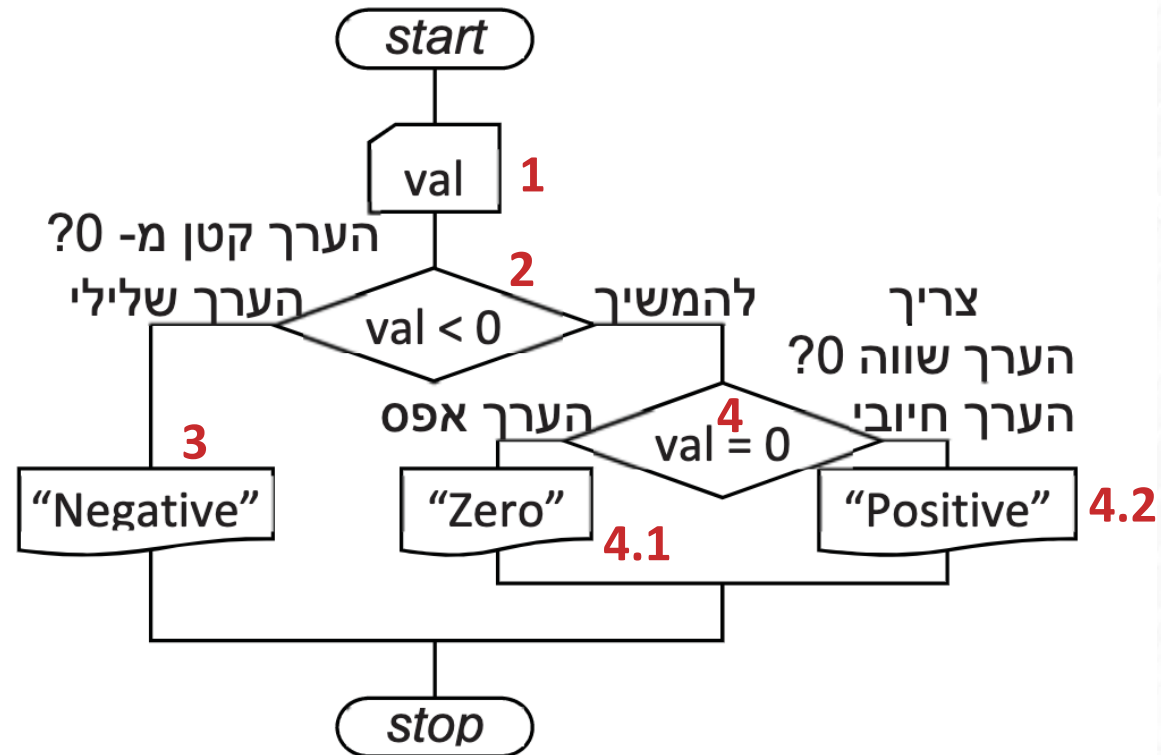 start
val 1
הערך קטן מ- 0?
2
הערך שלילי
val < 0
להמשיך
צריך
הערך שווה 0?
הערך אפס
4
val = 0
הערך חיובי
3
“Negative”
“Zero”
“Positive”
4.2
4.1
stop